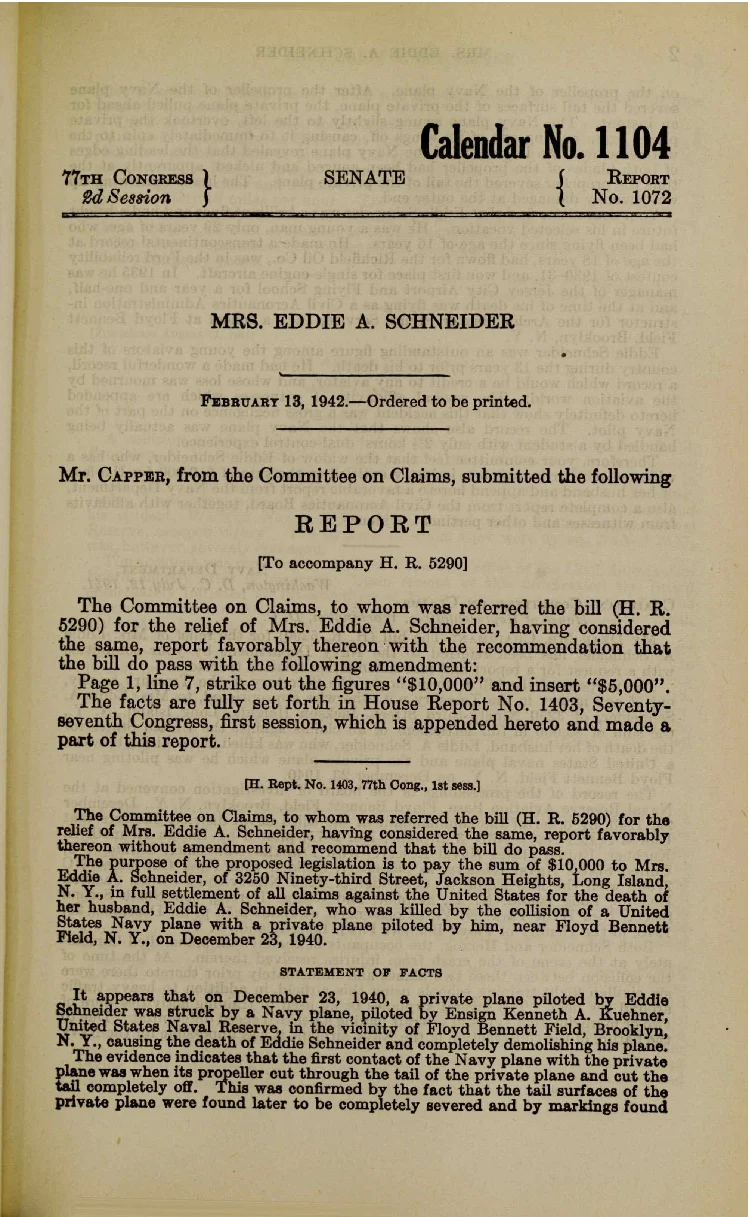 Calendar No. 1104
77TH CONGRESS } SENATE { REPORT
2d Session } { No. 1072
MRS. EDDIE A. SCHNEIDER
FEBRUARY 13, 1942.—Ordered to be printed.
Mr. CAPPER, from the Committee on Claims, submitted the following
REPORT
[To accompany H. R. 5290]
The Committee on Claims, to whom was referred the bill (H. R.
5290) for the relief of Mrs. Eddie A. Schneider, having considered
the same, report favorably thereon with the recommendation that
the bill do pass with the following amendment:
Page 1, line 7, strike out the figures “$10,000” and insert “$5,000”.
The facts are fully set forth in House Report No. 1403, Seventy-
seventh Congress, first session, which is appended hereto and made a
part of this report.
[H. Rept. No. 1403, 77th Cong., 1st sess.]
The Committee on Claims, to whom was referred the bill (H. R. 5290) for the
relief of Mrs. Eddie A. Schneider, having considered the same, report favorably
thereon without amendment and recommend that the bill do pass.
The purpose of the proposed legislation is to pay the sum of $10,000 to Mrs.
Eddie A. Schneider, of 3250 Ninety-third Street, Jackson Heights, Long Island,
N. Y., in full settlement of all claims against the United States for the death of
her husband, Eddie A. Schneider, who was killed by the collision of a United
States Navy plane with a private plane piloted by him, near Floyd Bennett
Field, N. Y., on December 23, 1940.
STATEMENT OF FACTS
It appears that on December 23, 1940, a private plane piloted by Eddie
Schneider was struck by a Navy plane, piloted by Ensign Kenneth A. Kuehner,
United States Naval Reserve, in the vicinity of Floyd Bennett Field, Brooklyn,
N. Y., causing the death of Eddie Schneider and completely demolishing his plane.
The evidence indicates that the first contact of the Navy plane with the private
plane was when its propeller cut through the tail of the private plane and cut the
tail completely off. This was confirmed by the fact that the tail surfaces of the
private plane were found later to be completely severed and by markings found